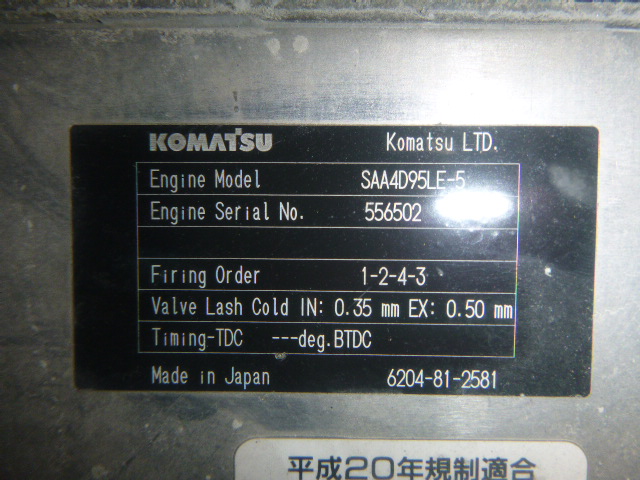 KOMATSU Komatsu LTD.
Engine Model SAA4D95LE-5
Engine Serial No. 556502
Firing Order 1-2-4-3
Valve Lash Cold IN: 0.35 mm EX: 0.50 mm
Timing-TDC ---deg.BTDC
Made in Japan 6204-81-2581
平成20年規制適合